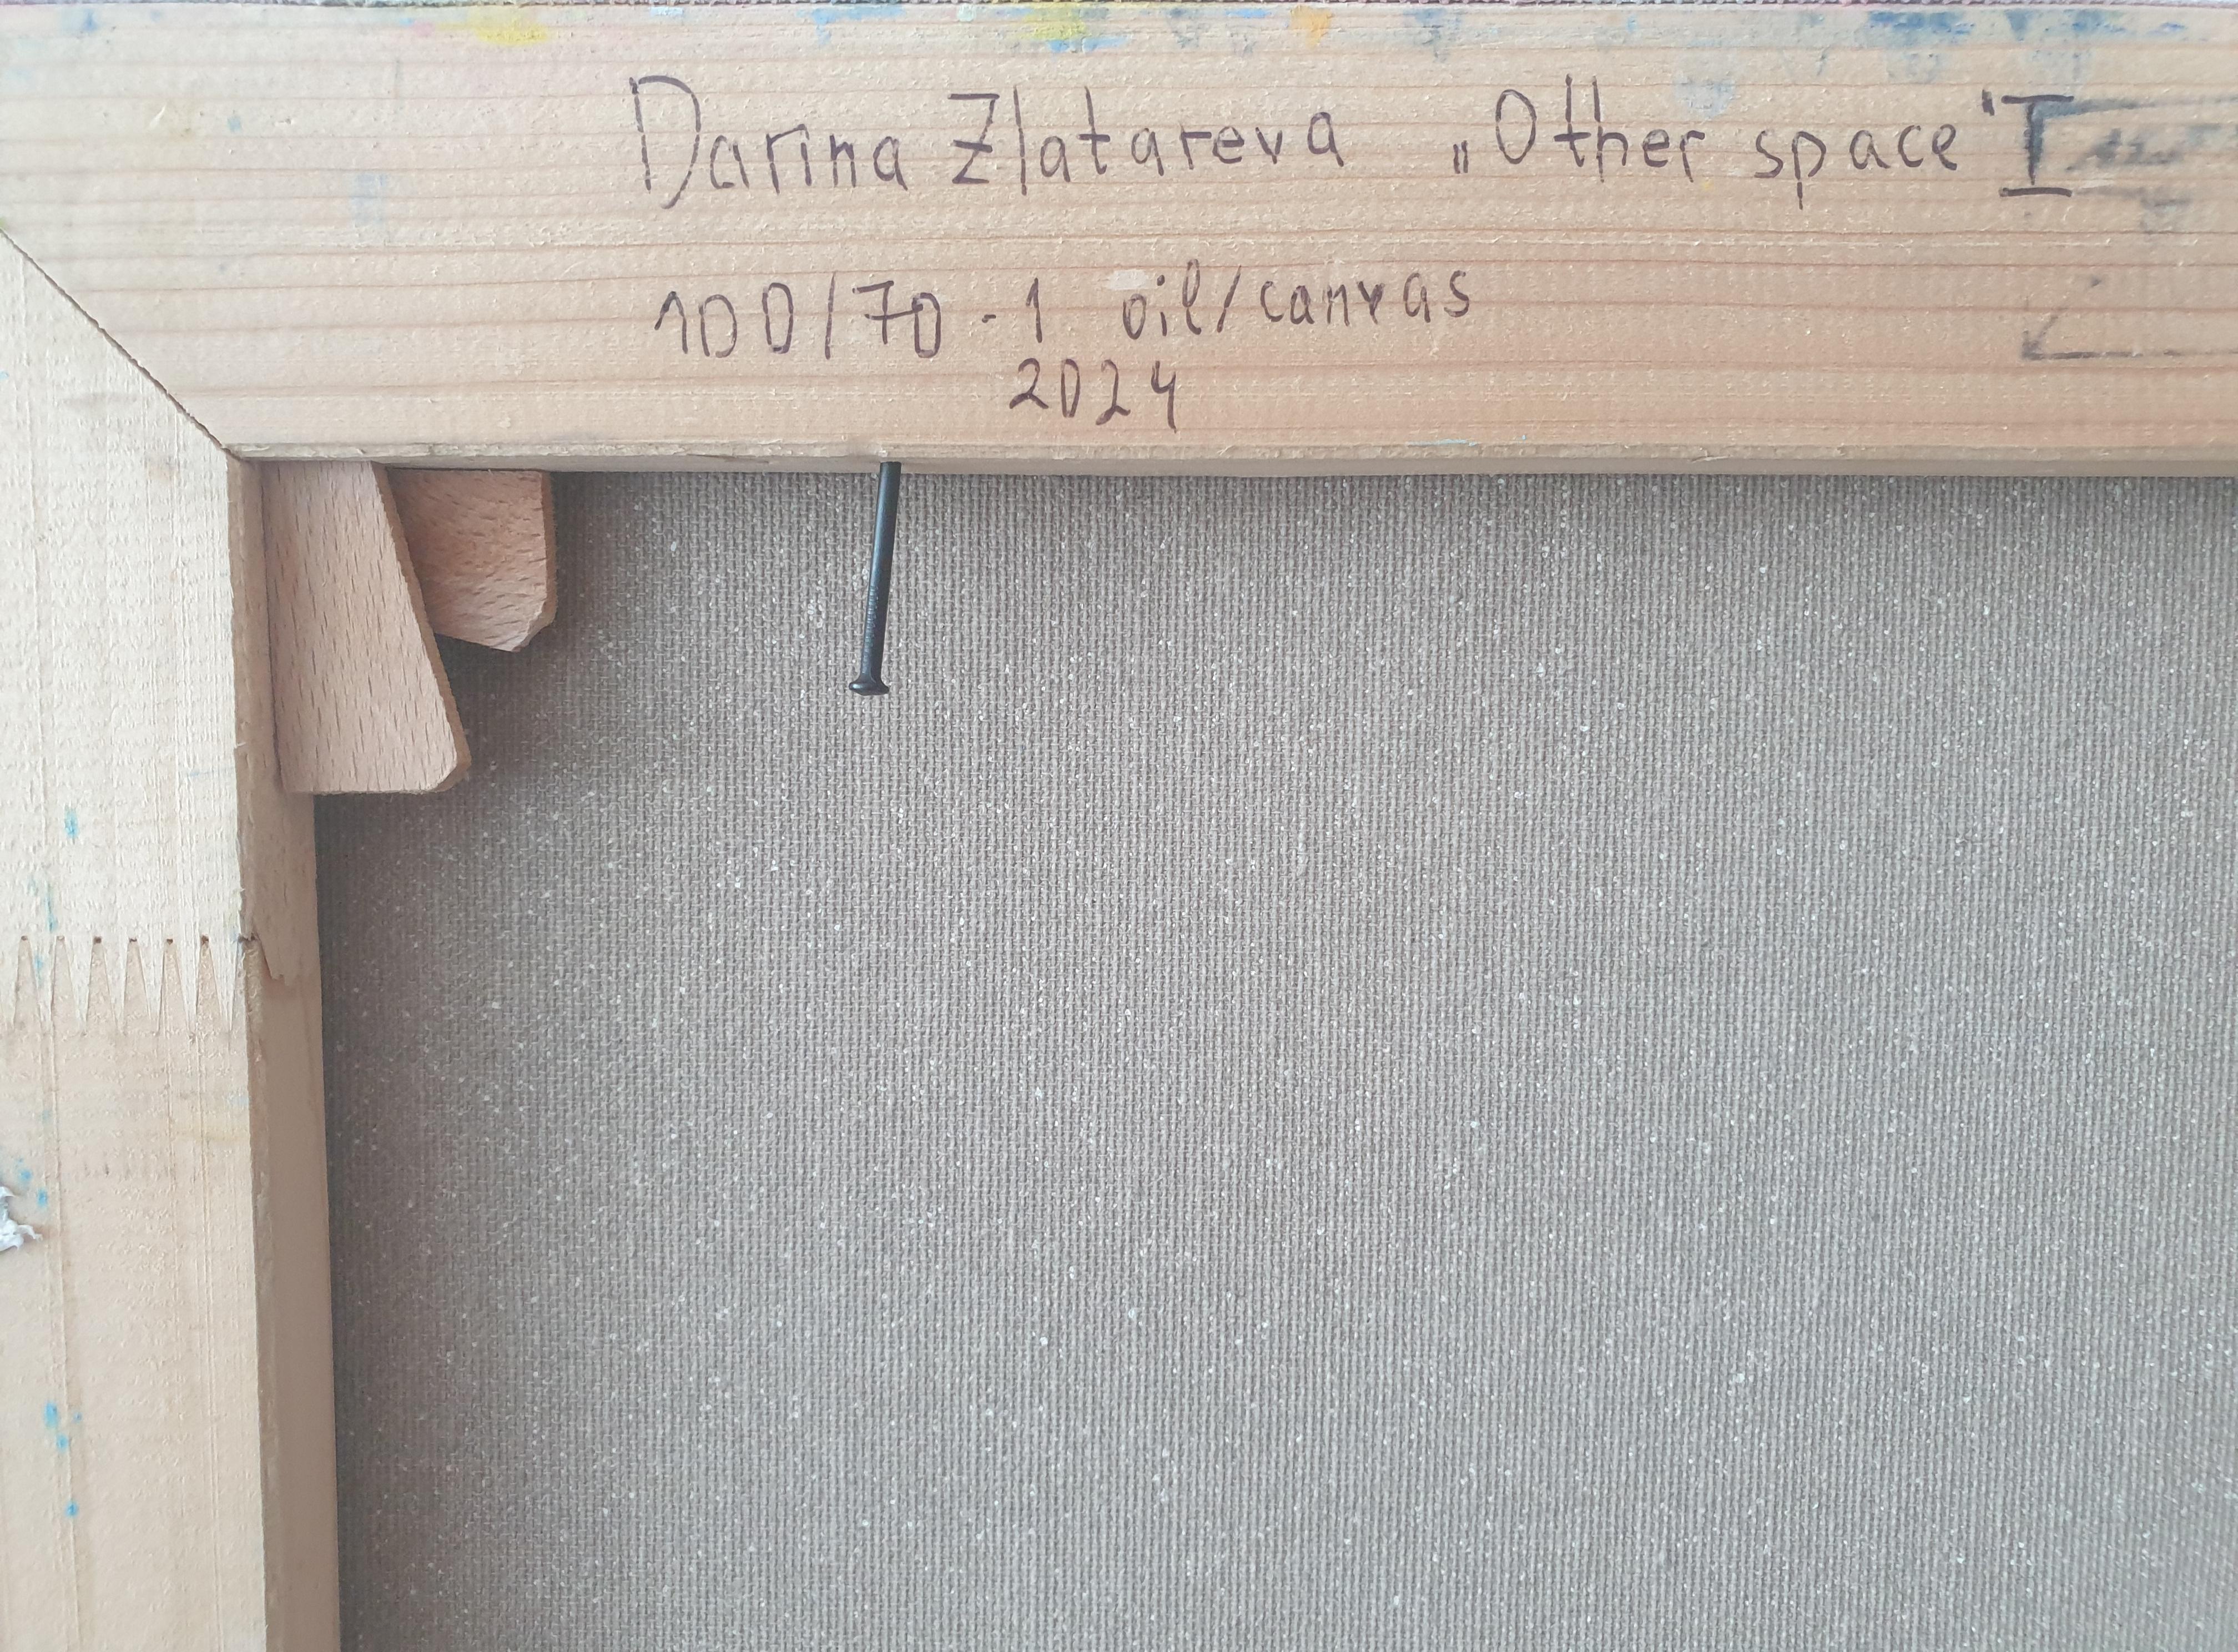 Darina Zlatareva „Other space" I
100/70-1 oil/canvas
2024